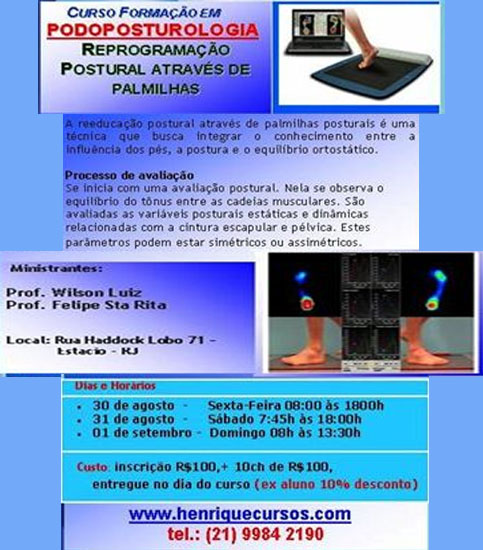 CURSO FORMAÇÃO EM
PODOPOSTUROLOGIA
REPROGRAMAÇÃO
POSTURAL ATRAVÉS DE
PALMILHAS
A reeducação postural através de palmilhas posturais é uma
técnica que busca integrar o conhecimento entre a
influência dos pés, a postura e o equilíbrio ortostático.
Processo de avaliação
Se inicia com uma avaliação postural. Nela se observa o
equilíbrio do tônus entre as cadeias musculares. São
avaliadas as variáveis posturais estáticas e dinâmicas
relacionadas com a cintura escapular e pélvica. Estes
parâmetros podem estar simétricos ou assimétricos.
Ministrantes:
Prof. Wilson Luiz
Prof. Felipe Sta Rita
Local: Rua Haddock Lobo 71 -
Estacio - RJ
Dias e Horários
• 30 de agosto - Sexta-Feira 08:00 às 1800h
• 31 de agosto - Sábado 7:45h às 18:00h
• 01 de setembro - Domingo 08h às 13:30h
Custo: inscrição R$100,+ 10ch de R$100,
entregue no dia do curso (ex aluno 10% desconto)
www.henriquecursos.com
tel.: (21) 9984 2190